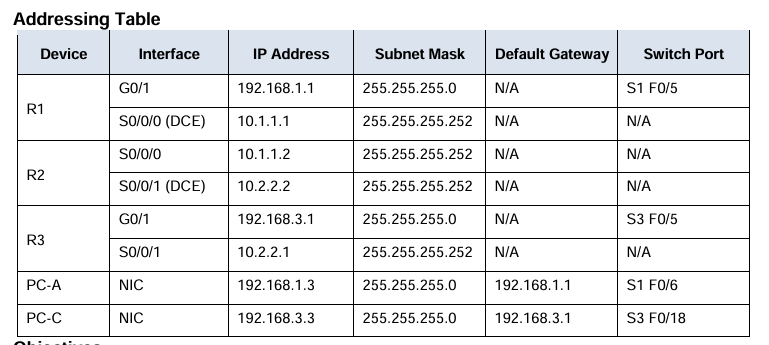 Addressing Table
Device Interface IP Address Subnet Mask Default Gateway Switch Port
R1 G0/1 192.168.1.1 255.255.255.0 N/A S1 F0/5
S0/0/0 (DCE) 10.1.1.1 255.255.255.252 N/A N/A
R2 S0/0/0 10.1.1.2 255.255.255.252 N/A N/A
S0/0/1 (DCE) 10.2.2.2 255.255.255.252 N/A N/A
R3 G0/1 192.168.3.1 255.255.255.0 N/A S3 F0/5
S0/0/1 10.2.2.1 255.255.255.252 N/A N/A
PC-A NIC 192.168.1.3 255.255.255.0 192.168.1.1 S1 F0/6
PC-C NIC 192.168.3.3 255.255.255.0 192.168.3.1 S3 F0/18
Objectives